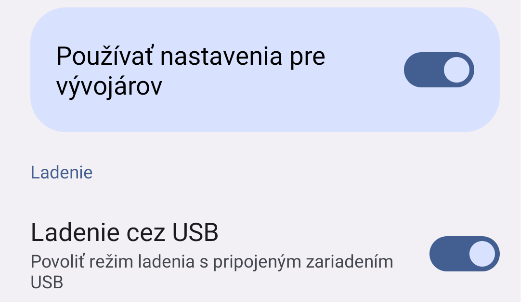 Používať nastavenia pre
vývojárov
Ladenie
Ladenie cez USB
Povoliť režim ladenia s pripojeným zariadením
USB